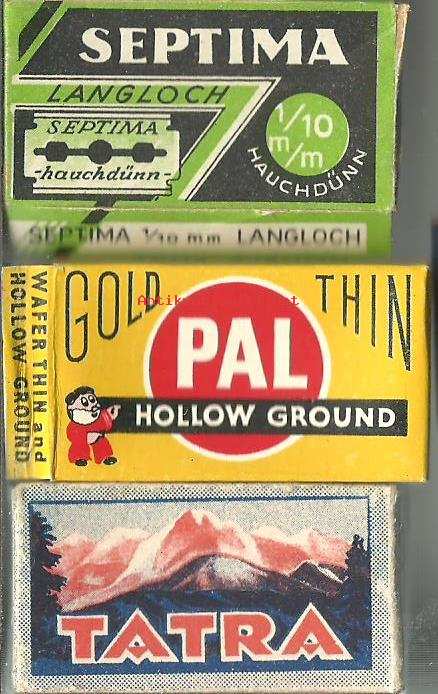 SEPTIMA
LANGLOCH
SEPTIMA
-hauchdünn-
1/10
m/m
HAUCHDÜNN
SEPTIMA 1/10 mm LANGLOCH
GOLD THIN
PAL
HOLLOW GROUND
WAFER THIN and
HOLLOW GROUND
TATRA